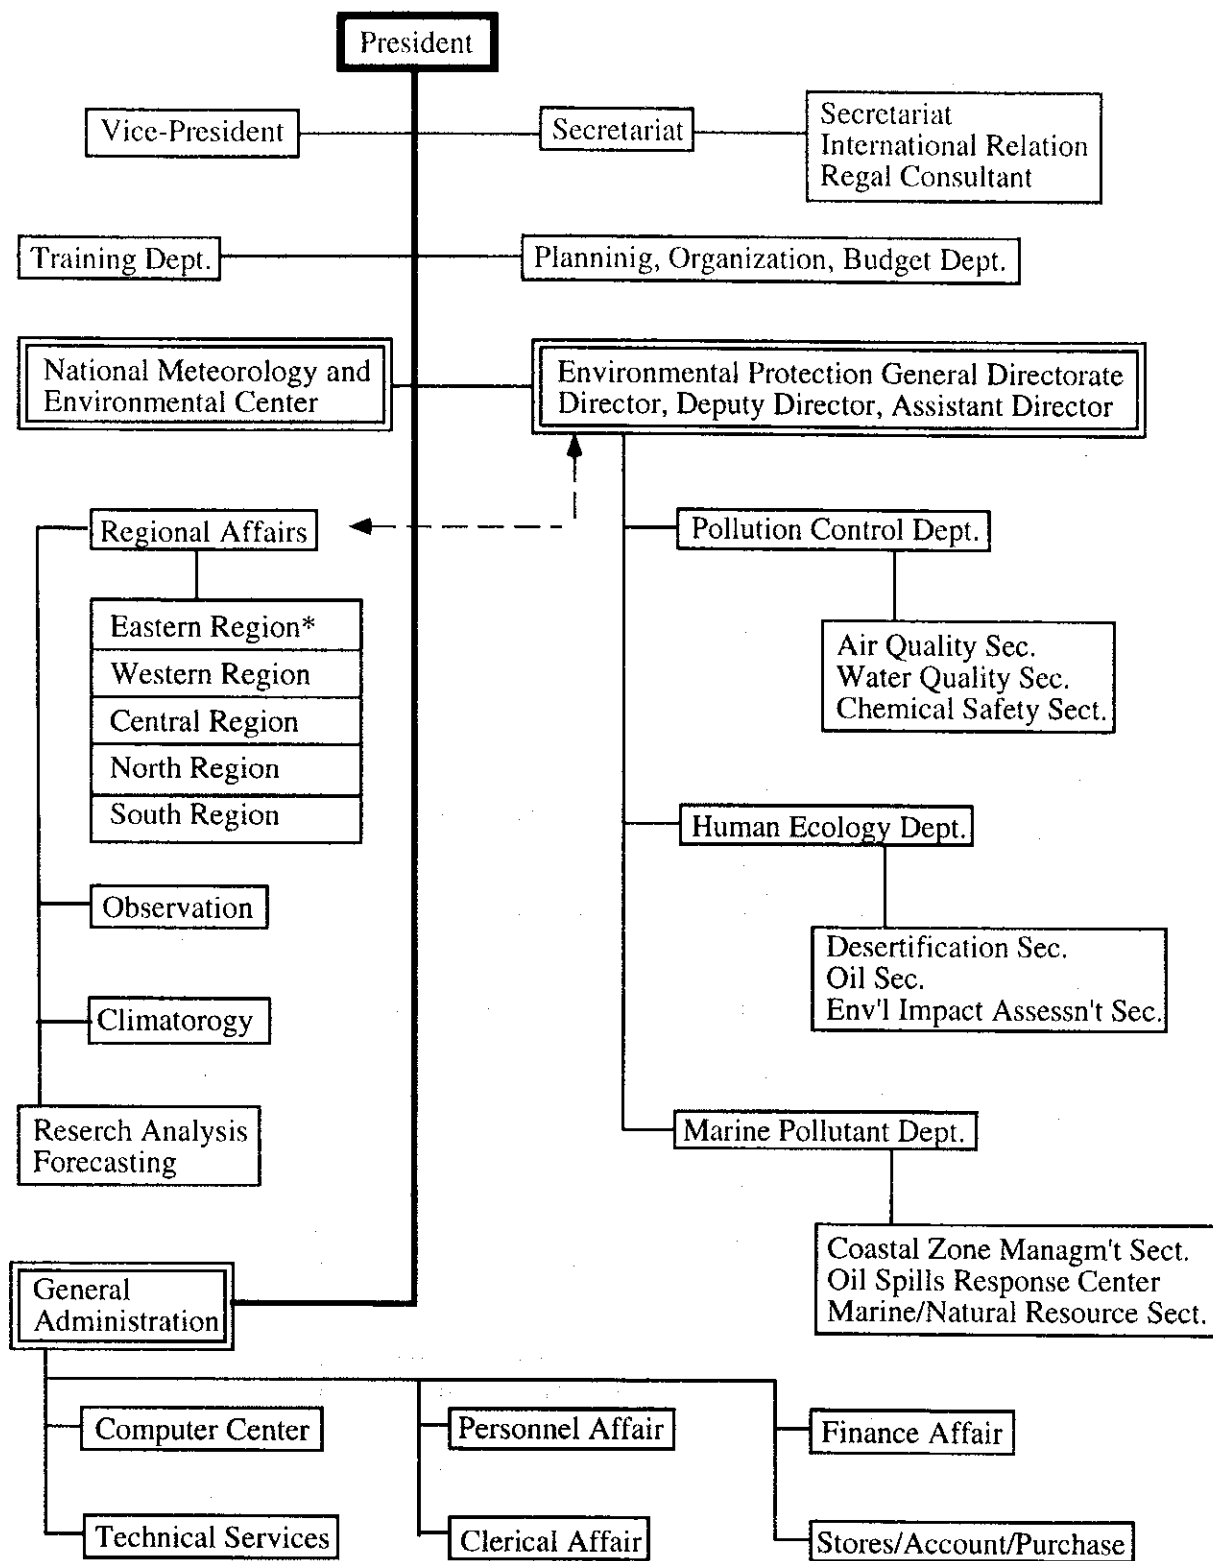 President
Vice-President
Secretariat
Secretariat
International Relation
Regal Consultant
Training Dept.
Planninig, Organization, Budget Dept.
National Meteorology and
Environmental Center
Environmental Protection General Directorate
Director, Deputy Director, Assistant Director
Regional Affairs
Eastern Region*
Western Region
Central Region
North Region
South Region
Observation
Climatorogy
Reserch Analysis
Forecasting
Pollution Control Dept.
Air Quality Sec.
Water Quality Sec.
Chemical Safety Sect.
Human Ecology Dept.
Desertification Sec.
Oil Sec.
Env'l Impact Assessn't Sec.
Marine Pollutant Dept.
Coastal Zone Managm't Sect.
Oil Spills Response Center
Marine/Natural Resource Sect.
General
Administration
Computer Center
Personnel Affair
Finance Affair
Technical Services
Clerical Affair
Stores/Account/Purchase